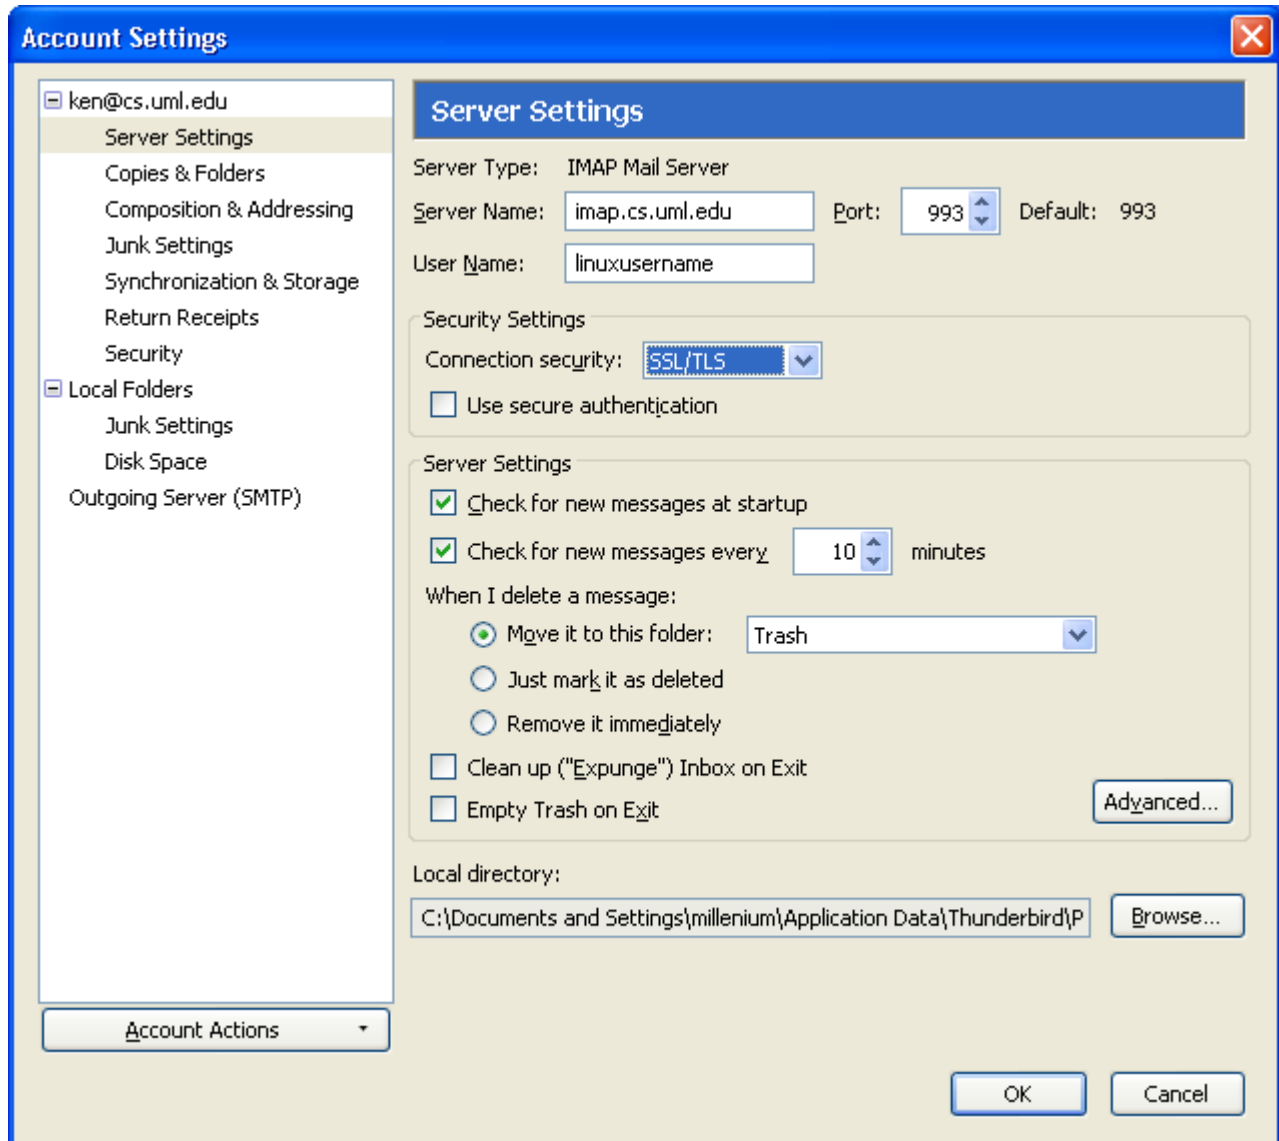 Account Settings
ken@cs.uml.edu
Server Settings
Copies & Folders
Composition & Addressing
Junk Settings
Synchronization & Storage
Return Receipts
Security
Local Folders
Junk Settings
Disk Space
Outgoing Server (SMTP)
Account Actions
Server Settings
Server Type: IMAP Mail Server
Server Name: imap.cs.uml.edu Port: 993 Default: 993
User Name: linuxusername
Security Settings
Connection security: SSL/TLS
Use secure authentication
Server Settings
Check for new messages at startup
Check for new messages every 10 minutes
When I delete a message:
Move it to this folder: Trash
Just mark it as deleted
Remove it immediately
Clean up ("Expunge") Inbox on Exit
Empty Trash on Exit
Advanced...
Local directory:
C:\Documents and Settings\millenium\Application Data\Thunderbird\P Browse...
OK Cancel